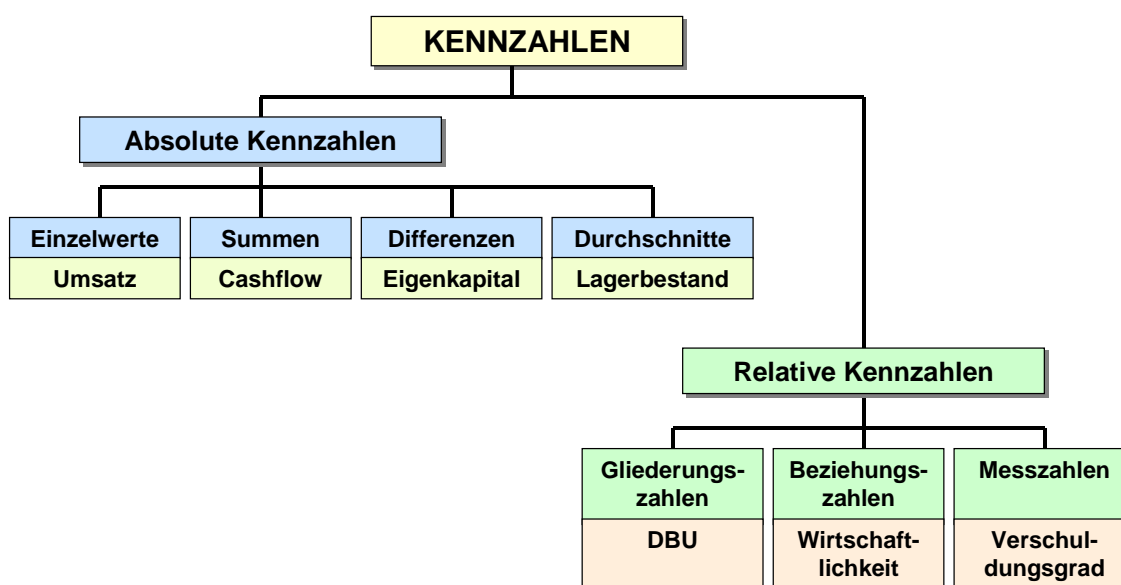 KENNZAHLEN
Absolute Kennzahlen
Einzelwerte
Summen
Differenzen
Durchschnitte
Umsatz
Cashflow
Eigenkapital
Lagerbestand
Relative Kennzahlen
Gliederungs-
zahlen
Beziehungs-
zahlen
Messzahlen
DBU
Wirtschaft-
lichkeit
Verschul-
dungsgrad